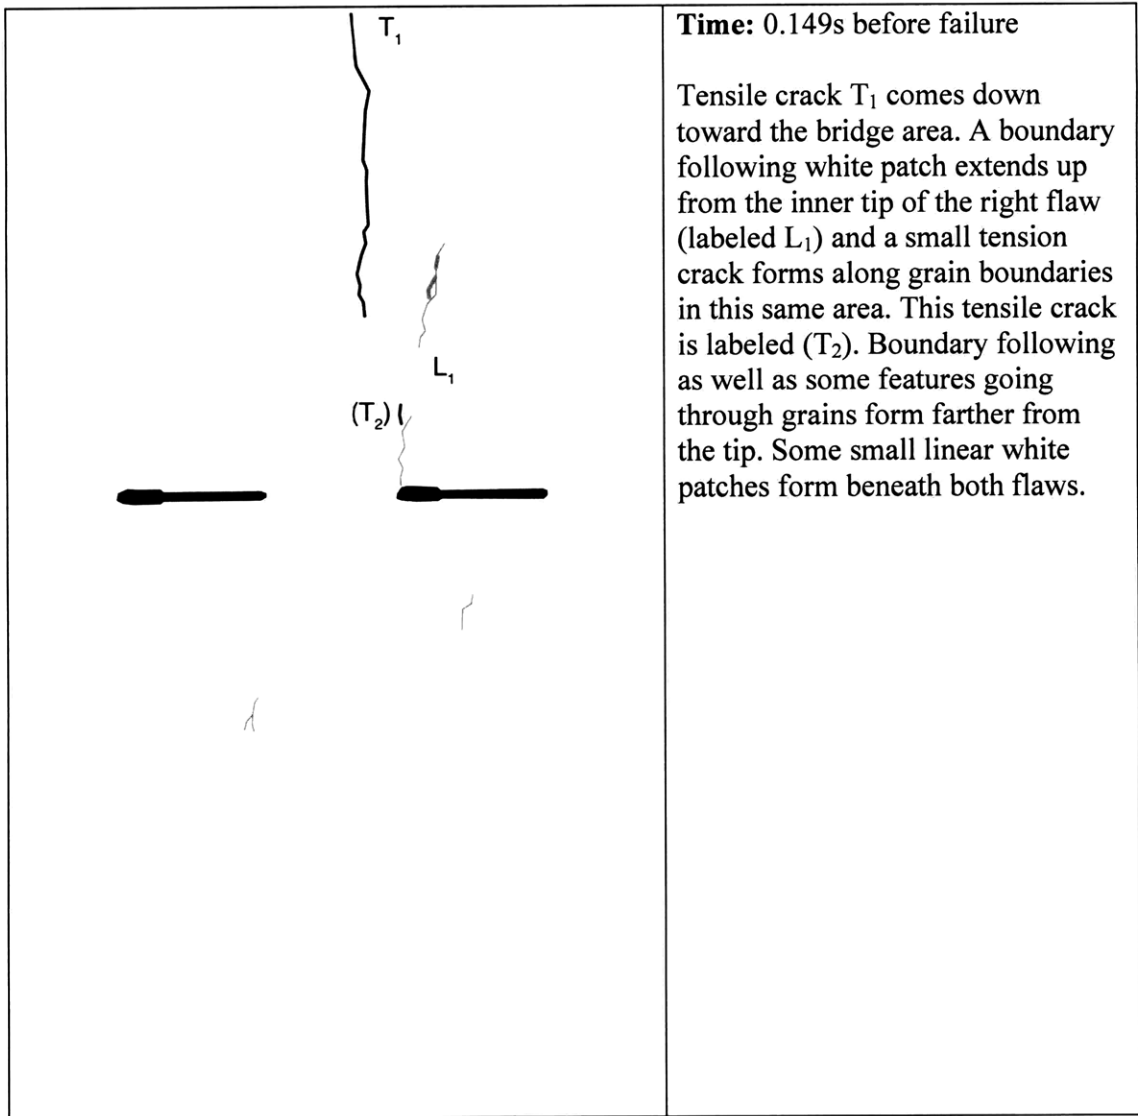 T₁
L₁
(T₂)
Time: 0.149s before failure
Tensile crack T₁ comes down
toward the bridge area. A boundary
following white patch extends up
from the inner tip of the right flaw
(labeled L₁) and a small tension
crack forms along grain boundaries
in this same area. This tensile crack
is labeled (T₂). Boundary following
as well as some features going
through grains form farther from
the tip. Some small linear white
patches form beneath both flaws.